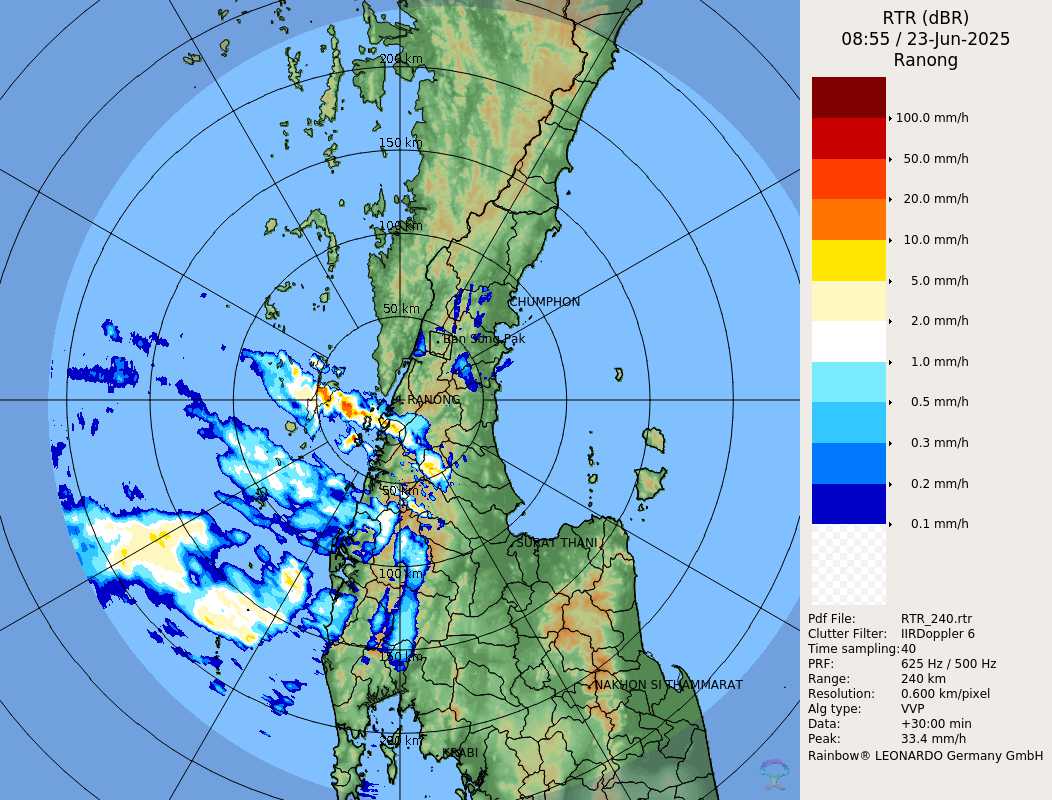 RTR (dBR)
08:55 / 23-Jun-2025
Ranong
100.0 mm/h
50.0 mm/h
20.0 mm/h
10.0 mm/h
5.0 mm/h
2.0 mm/h
1.0 mm/h
0.5 mm/h
0.3 mm/h
0.2 mm/h
0.1 mm/h
Pdf File: RTR_240.rtr
Clutter Filter: IIRDoppler 6
Time sampling:40
PRF: 625 Hz / 500 Hz
Range: 240 km
Resolution: 0.600 km/pixel
Alg type: VVP
Data: +30:00 min
Peak: 33.4 mm/h
Rainbow® LEONARDO Germany GmbH
200 km
150 km
100 km
50 km
CHUMPHON
Ban Song Pak
RANONG
50 km
SURAT THANI
100 km
150 km
NAKHON SI THAMMARAT
200 km
KRABI